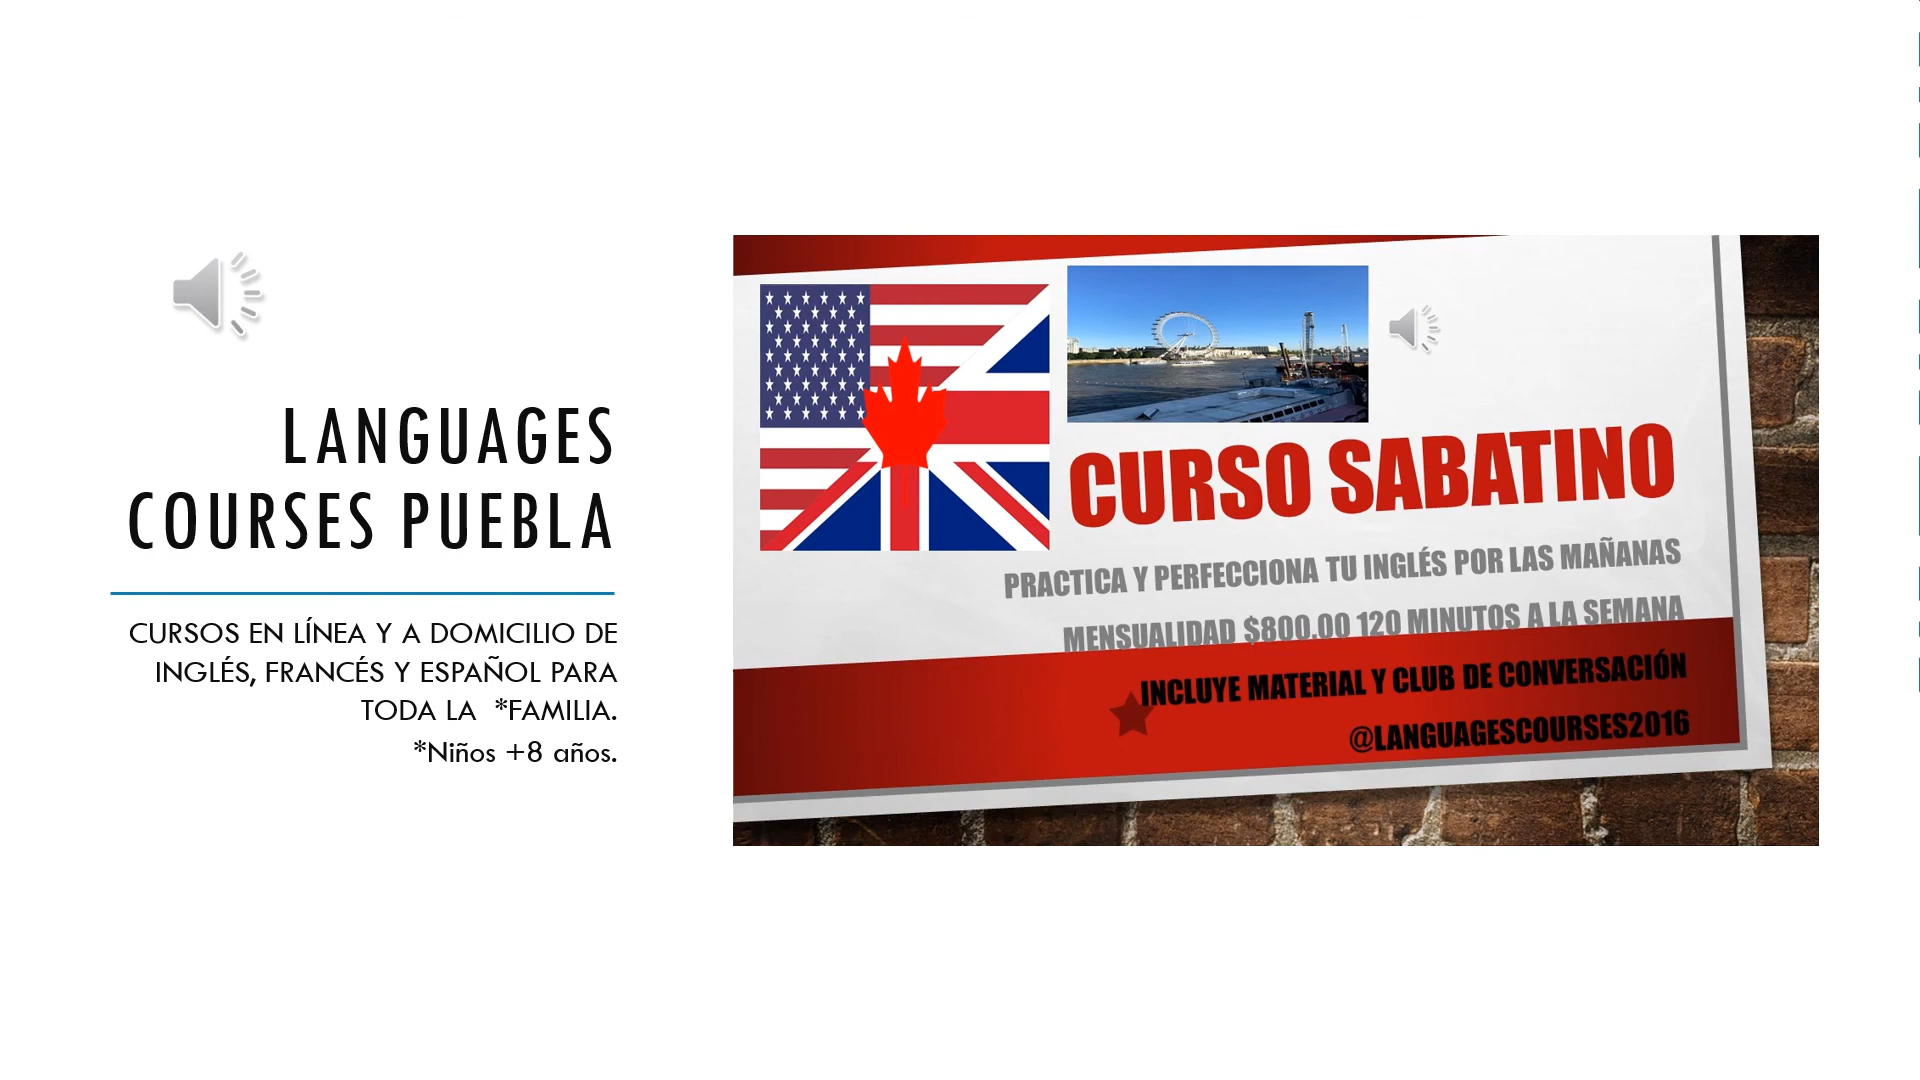 LANGUAGES
COURSES PUEBLA
CURSOS EN LÍNEA Y A DOMICILIO DE
INGLÉS, FRANCÉS Y ESPAÑOL PARA
TODA LA *FAMILIA.
*Niños +8 años.
CURSO SABATINO
PRACTICA Y PERFECCIONA TU INGLÉS POR LAS MAÑANAS
MENSUALIDAD $800.00 120 MINUTOS A LA SEMANA
INCLUYE MATERIAL Y CLUB DE CONVERSACIÓN
@LANGUAGESCOURSES2016